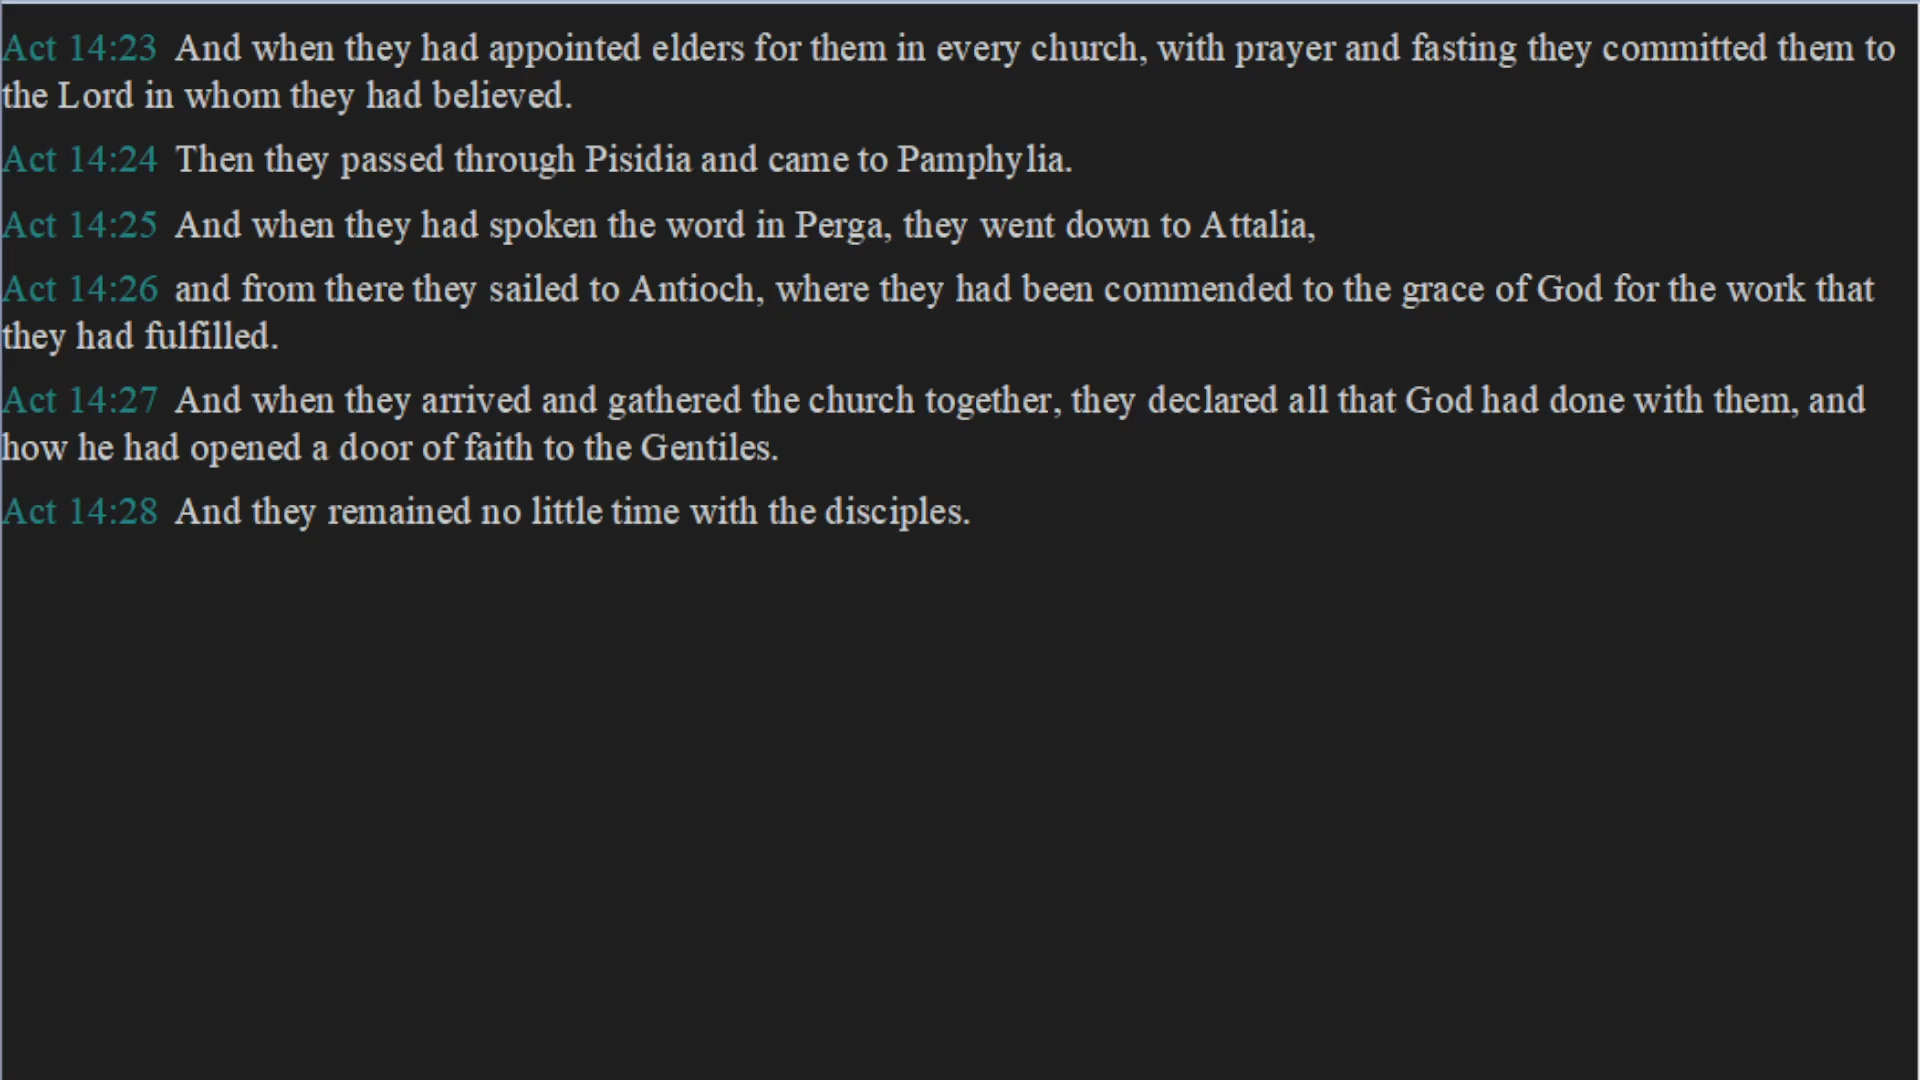 Act 14:23 And when they had appointed elders for them in every church, with prayer and fasting they committed them to
the Lord in whom they had believed.
Act 14:24 Then they passed through Pisidia and came to Pamphylia.
Act 14:25 And when they had spoken the word in Perga, they went down to Attalia,
Act 14:26 and from there they sailed to Antioch, where they had been commended to the grace of God for the work that
they had fulfilled.
Act 14:27 And when they arrived and gathered the church together, they declared all that God had done with them, and
how he had opened a door of faith to the Gentiles.
Act 14:28 And they remained no little time with the disciples.